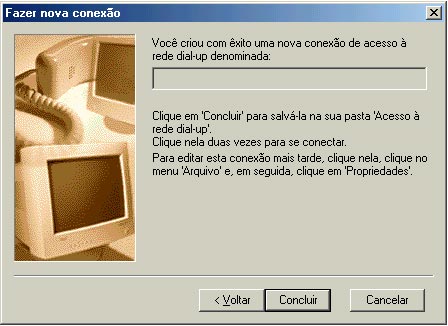 Fazer nova conexão
Você criou com êxito uma nova conexão de acesso à
rede dial-up denominada:
Clique em 'Concluir' para salvá-la na sua pasta 'Acesso à
rede dial-up'.
Clique nela duas vezes para se conectar.
Para editar esta conexão mais tarde, clique nela, clique no
menu 'Arquivo' e, em seguida, clique em 'Propriedades'.
< Voltar
Concluir
Cancelar